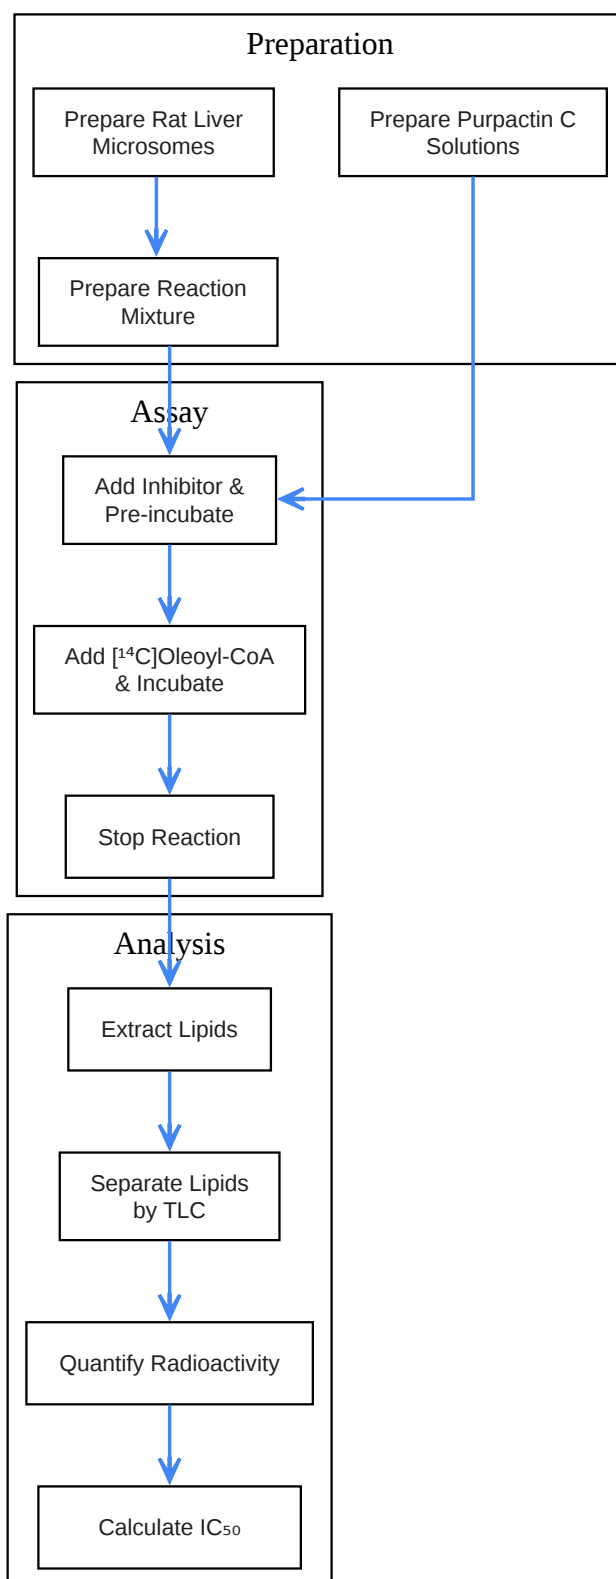 Preparation
Prepare Rat Liver
Microsomes
Prepare Purpactin C
Solutions
Prepare Reaction
Mixture
Assay
Add Inhibitor &
Pre-incubate
Add [¹⁴C]Oleoyl-CoA
& Incubate
Stop Reaction
Analysis
Extract Lipids
Separate Lipids
by TLC
Quantify Radioactivity
Calculate IC₅₀